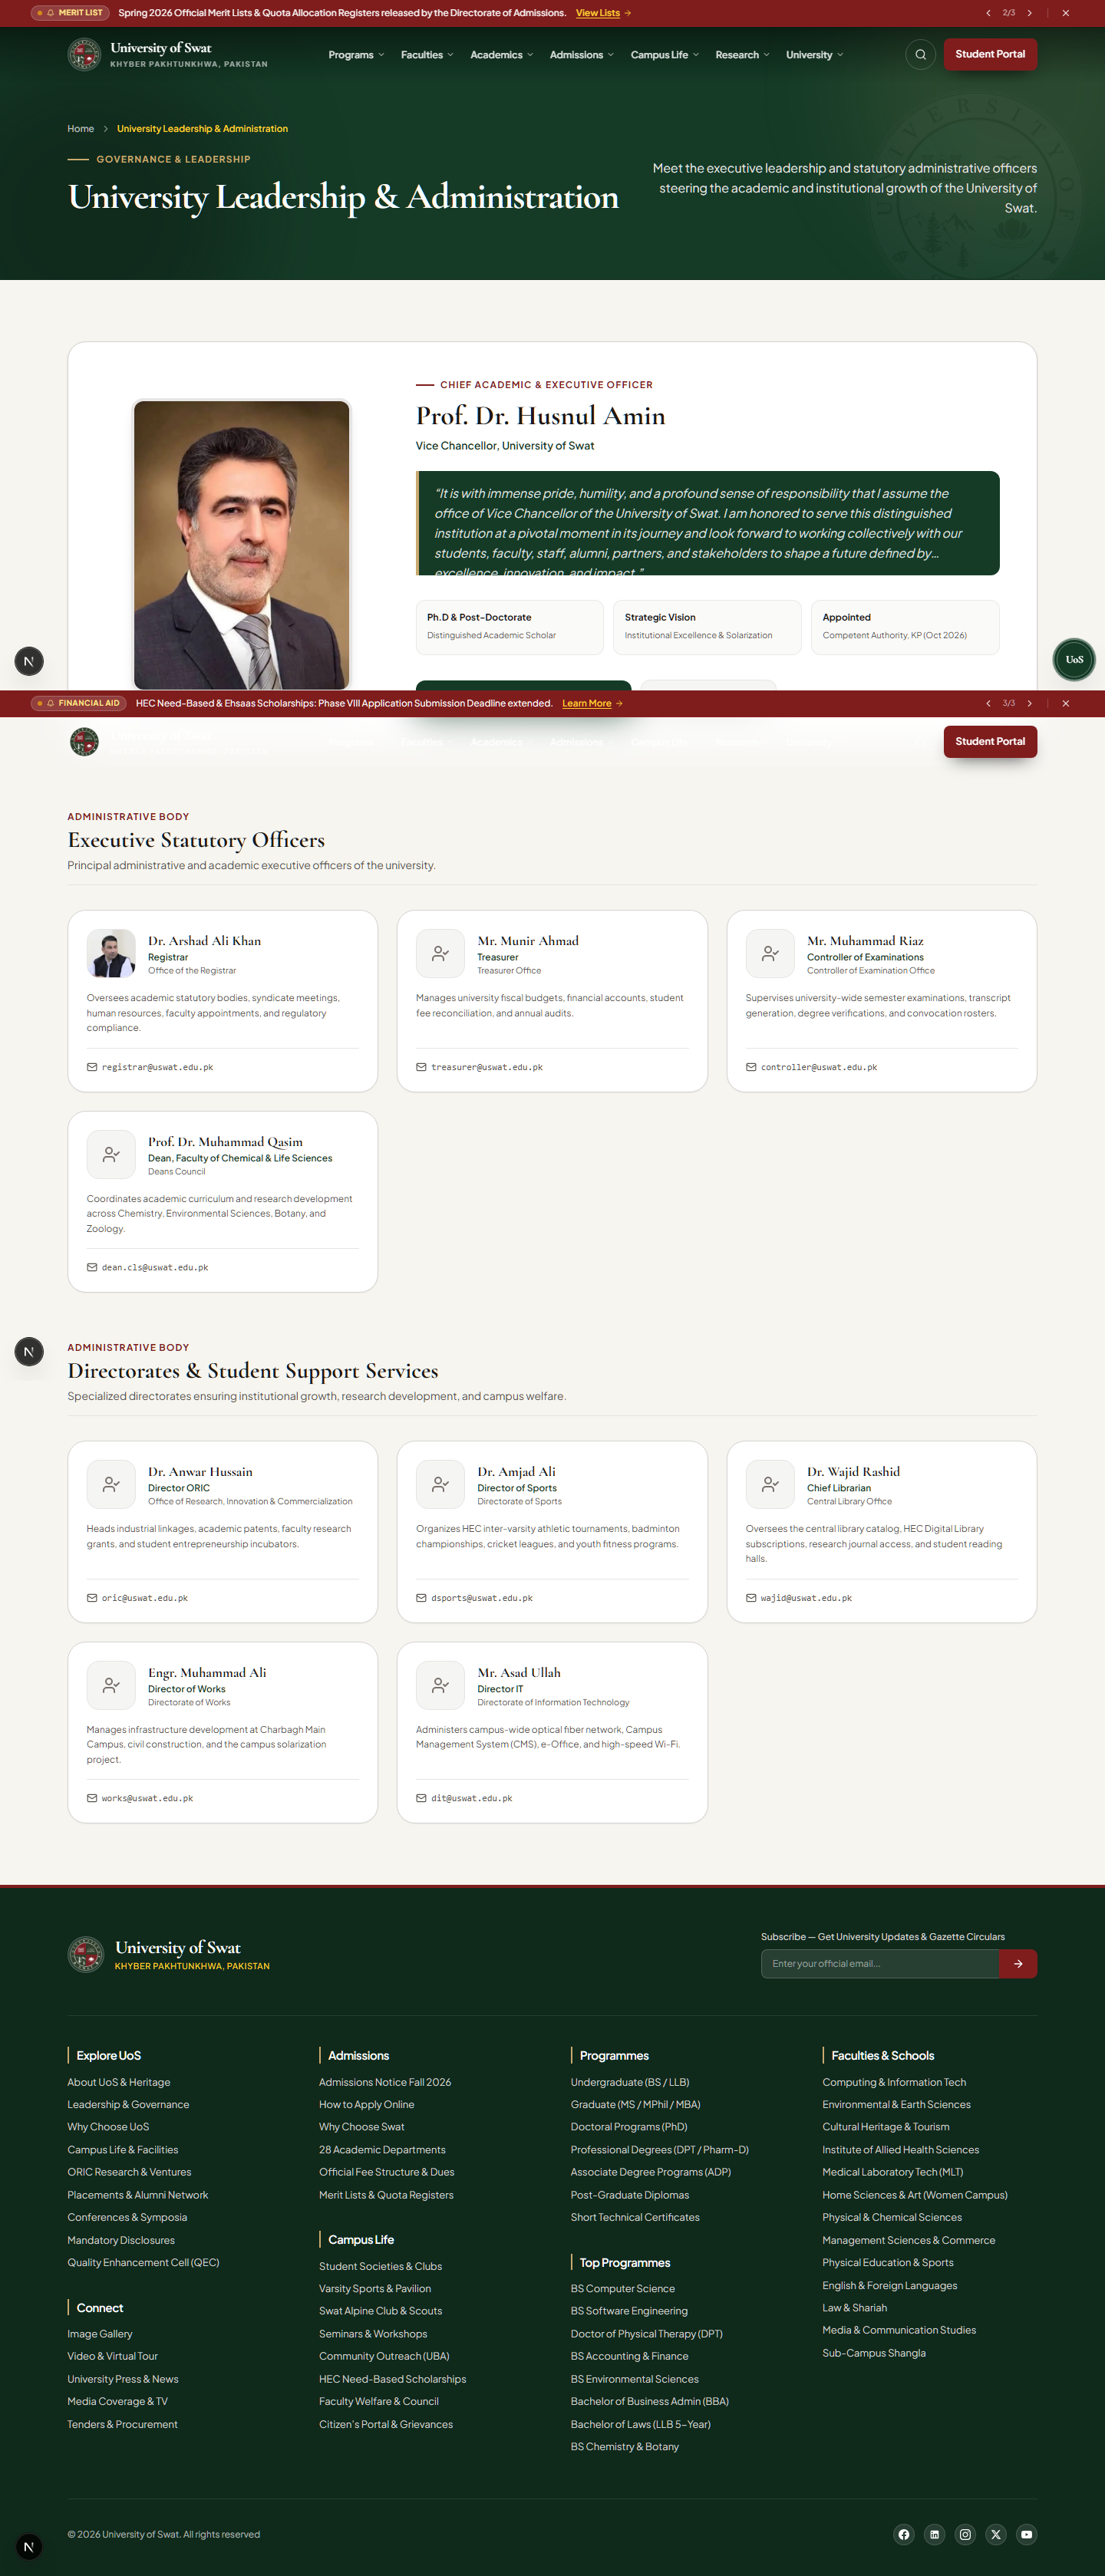 MERIT LIST Spring 2026 Official Merit Lists & Quota Allocation Registers released by the Directorate of Admissions. View Lists 2/3
University of Swat
KHYBER PAKHTUNKHWA, PAKISTAN
Programs Faculties Academics Admissions Campus Life Research University
Student Portal
Home University Leadership & Administration
GOVERNANCE & LEADERSHIP
University Leadership & Administration
Meet the executive leadership and statutory administrative officers
steering the academic and institutional growth of the University of
Swat.
CHIEF ACADEMIC & EXECUTIVE OFFICER
Prof. Dr. Husnul Amin
Vice Chancellor, University of Swat
“It is with immense pride, humility, and a profound sense of responsibility that I assume the
office of Vice Chancellor of the University of Swat. I am honored to serve this distinguished
institution at a pivotal moment in its journey and look forward to working collectively with our
students, faculty, staff, alumni, partners, and stakeholders to shape a future defined by…
excellence, innovation, and impact.”
Ph.D & Post-Doctorate
Distinguished Academic Scholar
Strategic Vision
Institutional Excellence & Solarization
Appointed
Competent Authority, KP (Oct 2026)
N
UoS
FINANCIAL AID HEC Need-Based & Ehsaas Scholarships: Phase VIII Application Submission Deadline extended. Learn More 3/3
Student Portal
ADMINISTRATIVE BODY
Executive Statutory Officers
Principal administrative and academic executive officers of the university.
Dr. Arshad Ali Khan
Registrar
Office of the Registrar
Oversees academic statutory bodies, syndicate meetings,
human resources, faculty appointments, and regulatory
compliance.
registrar@uswat.edu.pk
Mr. Munir Ahmad
Treasurer
Treasurer Office
Manages university fiscal budgets, financial accounts, student
fee reconciliation, and annual audits.
treasurer@uswat.edu.pk
Mr. Muhammad Riaz
Controller of Examinations
Controller of Examination Office
Supervises university-wide semester examinations, transcript
generation, degree verifications, and convocation rosters.
controller@uswat.edu.pk
Prof. Dr. Muhammad Qasim
Dean, Faculty of Chemical & Life Sciences
Deans Council
Coordinates academic curriculum and research development
across Chemistry, Environmental Sciences, Botany, and
Zoology.
dean.cls@uswat.edu.pk
N
ADMINISTRATIVE BODY
Directorates & Student Support Services
Specialized directorates ensuring institutional growth, research development, and campus welfare.
Dr. Anwar Hussain
Director ORIC
Office of Research, Innovation & Commercialization
Heads industrial linkages, academic patents, faculty research
grants, and student entrepreneurship incubators.
oric@uswat.edu.pk
Dr. Amjad Ali
Director of Sports
Directorate of Sports
Organizes HEC inter-varsity athletic tournaments, badminton
championships, cricket leagues, and youth fitness programs.
dsports@uswat.edu.pk
Dr. Wajid Rashid
Chief Librarian
Central Library Office
Oversees the central library catalog, HEC Digital Library
subscriptions, research journal access, and student reading
halls.
wajid@uswat.edu.pk
Engr. Muhammad Ali
Director of Works
Directorate of Works
Manages infrastructure development at Charbagh Main
Campus, civil construction, and the campus solarization
project.
works@uswat.edu.pk
Mr. Asad Ullah
Director IT
Directorate of Information Technology
Administers campus-wide optical fiber network, Campus
Management System (CMS), e-Office, and high-speed Wi-Fi.
dit@uswat.edu.pk
University of Swat
KHYBER PAKHTUNKHWA, PAKISTAN
Subscribe — Get University Updates & Gazette Circulars
Enter your official email...
Explore UoS
About UoS & Heritage
Leadership & Governance
Why Choose UoS
Campus Life & Facilities
ORIC Research & Ventures
Placements & Alumni Network
Conferences & Symposia
Mandatory Disclosures
Quality Enhancement Cell (QEC)
Connect
Image Gallery
Video & Virtual Tour
University Press & News
Media Coverage & TV
Tenders & Procurement
Admissions
Admissions Notice Fall 2026
How to Apply Online
Why Choose Swat
28 Academic Departments
Official Fee Structure & Dues
Merit Lists & Quota Registers
Campus Life
Student Societies & Clubs
Varsity Sports & Pavilion
Swat Alpine Club & Scouts
Seminars & Workshops
Community Outreach (UBA)
HEC Need-Based Scholarships
Faculty Welfare & Council
Citizen's Portal & Grievances
Programmes
Undergraduate (BS / LLB)
Graduate (MS / MPhil / MBA)
Doctoral Programs (PhD)
Professional Degrees (DPT / Pharm-D)
Associate Degree Programs (ADP)
Post-Graduate Diplomas
Short Technical Certificates
Top Programmes
BS Computer Science
BS Software Engineering
Doctor of Physical Therapy (DPT)
BS Accounting & Finance
BS Environmental Sciences
Bachelor of Business Admin (BBA)
Bachelor of Laws (LLB 5-Year)
BS Chemistry & Botany
Faculties & Schools
Computing & Information Tech
Environmental & Earth Sciences
Cultural Heritage & Tourism
Institute of Allied Health Sciences
Medical Laboratory Tech (MLT)
Home Sciences & Art (Women Campus)
Physical & Chemical Sciences
Management Sciences & Commerce
Physical Education & Sports
English & Foreign Languages
Law & Shariah
Media & Communication Studies
Sub-Campus Shangla
© 2026 University of Swat. All rights reserved
N